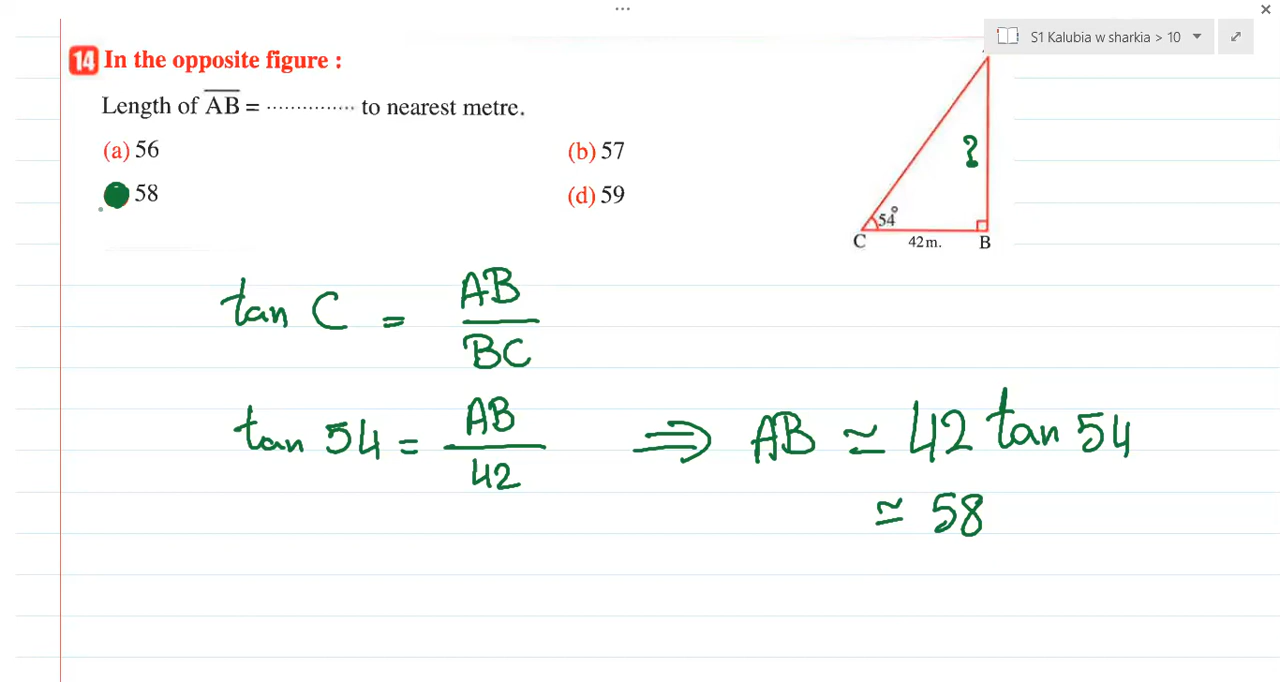 ...
S1 Kalubia w sharkia > 10
14 In the opposite figure :
Length of AB = ............... to nearest metre.
(a) 56
(b) 57
58
(d) 59
?
54°
C
42 m.
B
tan C = AB / BC
tan 54 = AB / 42 ⟹ AB ≃ 42 tan 54
≃ 58